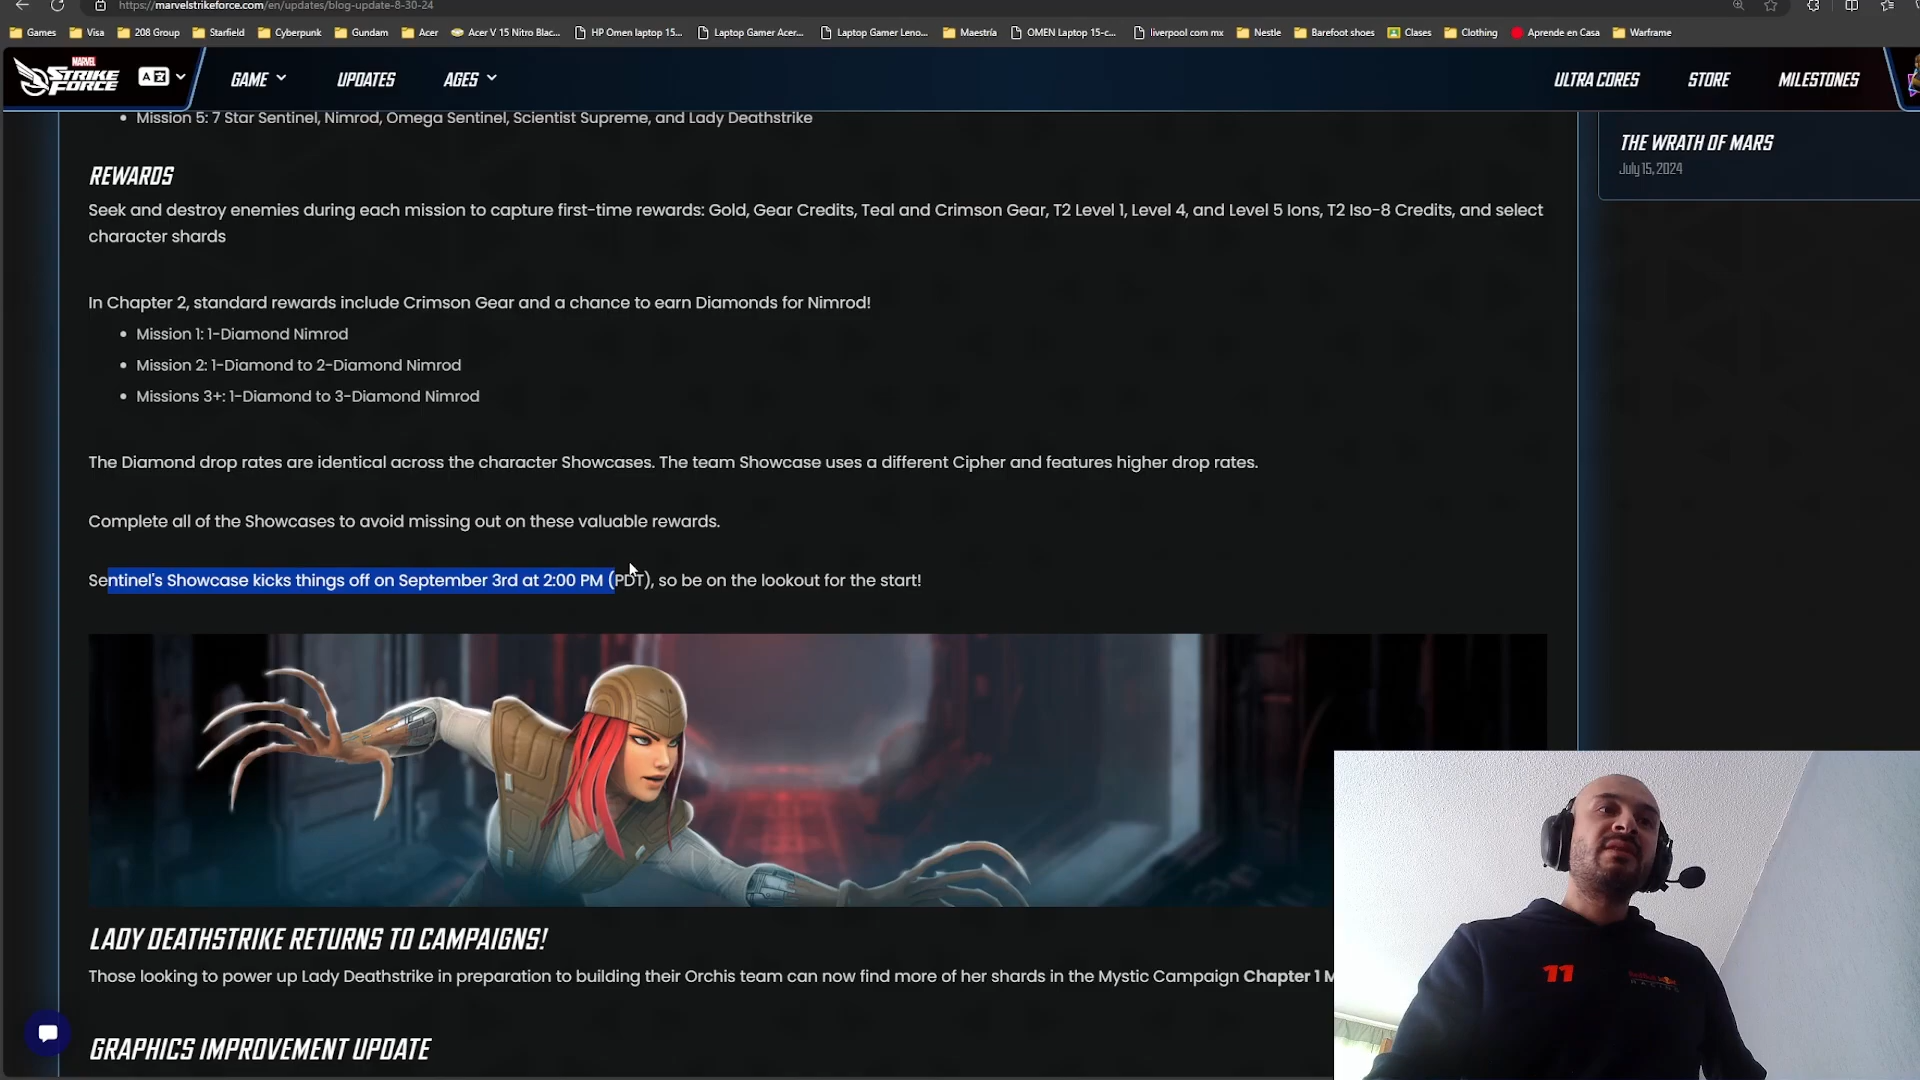 https://marvelstrikeforce.com/en/updates/blog-update-8-30-24
Games Visa 208 Group Starfield Cyberpunk Gundam Acer Acer V 15 Nitro Blac... HP Omen laptop 15... Laptop Gamer Acer... Laptop Gamer Leno... Maestría OMEN Laptop 15-c... liverpool com mx Nestle Barefoot shoes Clases Clothing Aprende en Casa Warframe
MARVEL
STRIKE FORCE
GAME UPDATES AGES ULTRA CORES STORE MILESTONES
• Mission 5: 7 Star Sentinel, Nimrod, Omega Sentinel, Scientist Supreme, and Lady Deathstrike
THE WRATH OF MARS
July 15, 2024
REWARDS
Seek and destroy enemies during each mission to capture first-time rewards: Gold, Gear Credits, Teal and Crimson Gear, T2 Level 1, Level 4, and Level 5 Ions, T2 Iso-8 Credits, and select
character shards
In Chapter 2, standard rewards include Crimson Gear and a chance to earn Diamonds for Nimrod!
• Mission 1: 1-Diamond Nimrod
• Mission 2: 1-Diamond to 2-Diamond Nimrod
• Missions 3+: 1-Diamond to 3-Diamond Nimrod
The Diamond drop rates are identical across the character Showcases. The team Showcase uses a different Cipher and features higher drop rates.
Complete all of the Showcases to avoid missing out on these valuable rewards.
Sentinel's Showcase kicks things off on September 3rd at 2:00 PM (PDT), so be on the lookout for the start!
LADY DEATHSTRIKE RETURNS TO CAMPAIGNS!
Those looking to power up Lady Deathstrike in preparation to building their Orchis team can now find more of her shards in the Mystic Campaign Chapter 1 M
GRAPHICS IMPROVEMENT UPDATE
11